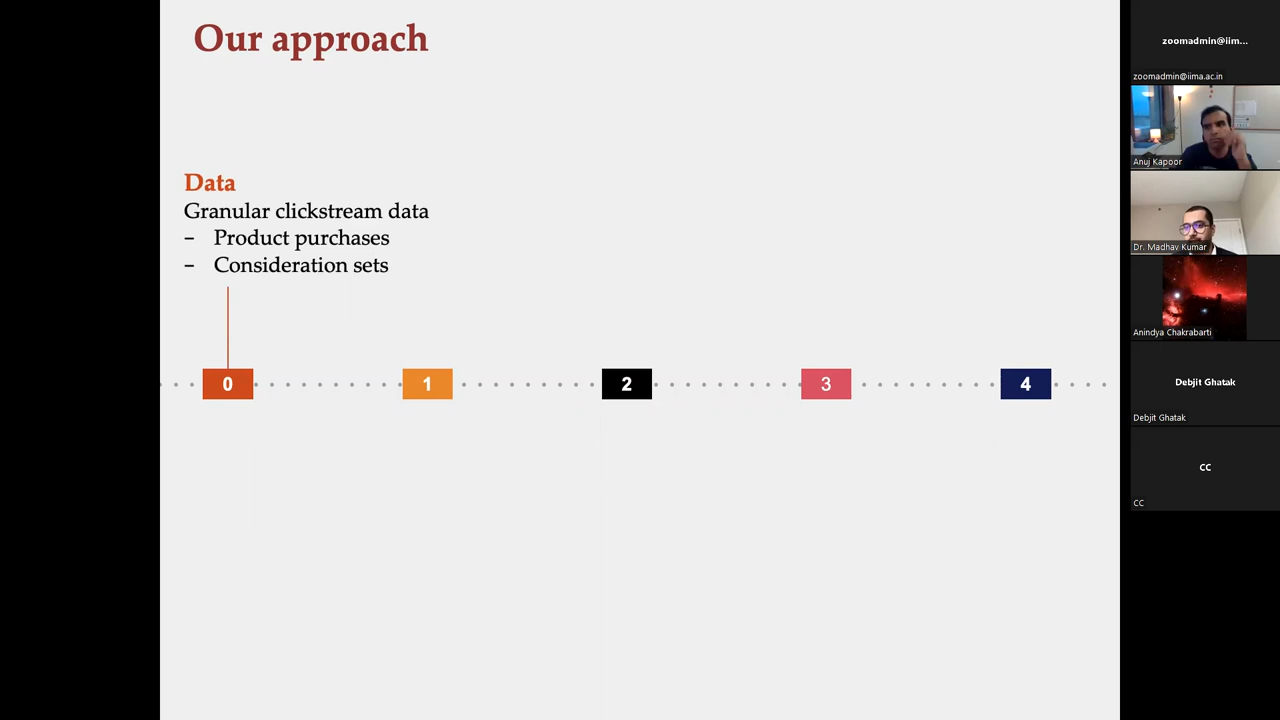 Our approach
Data
Granular clickstream data
– Product purchases
– Consideration sets
0
1
2
3
4
zoomadmin@iim...
zoomadmin@iima.ac.in
Anuj Kapoor
Dr. Madhav Kumar
Anindya Chakrabarti
Debjit Ghatak
Debjit Ghatak
CC
CC